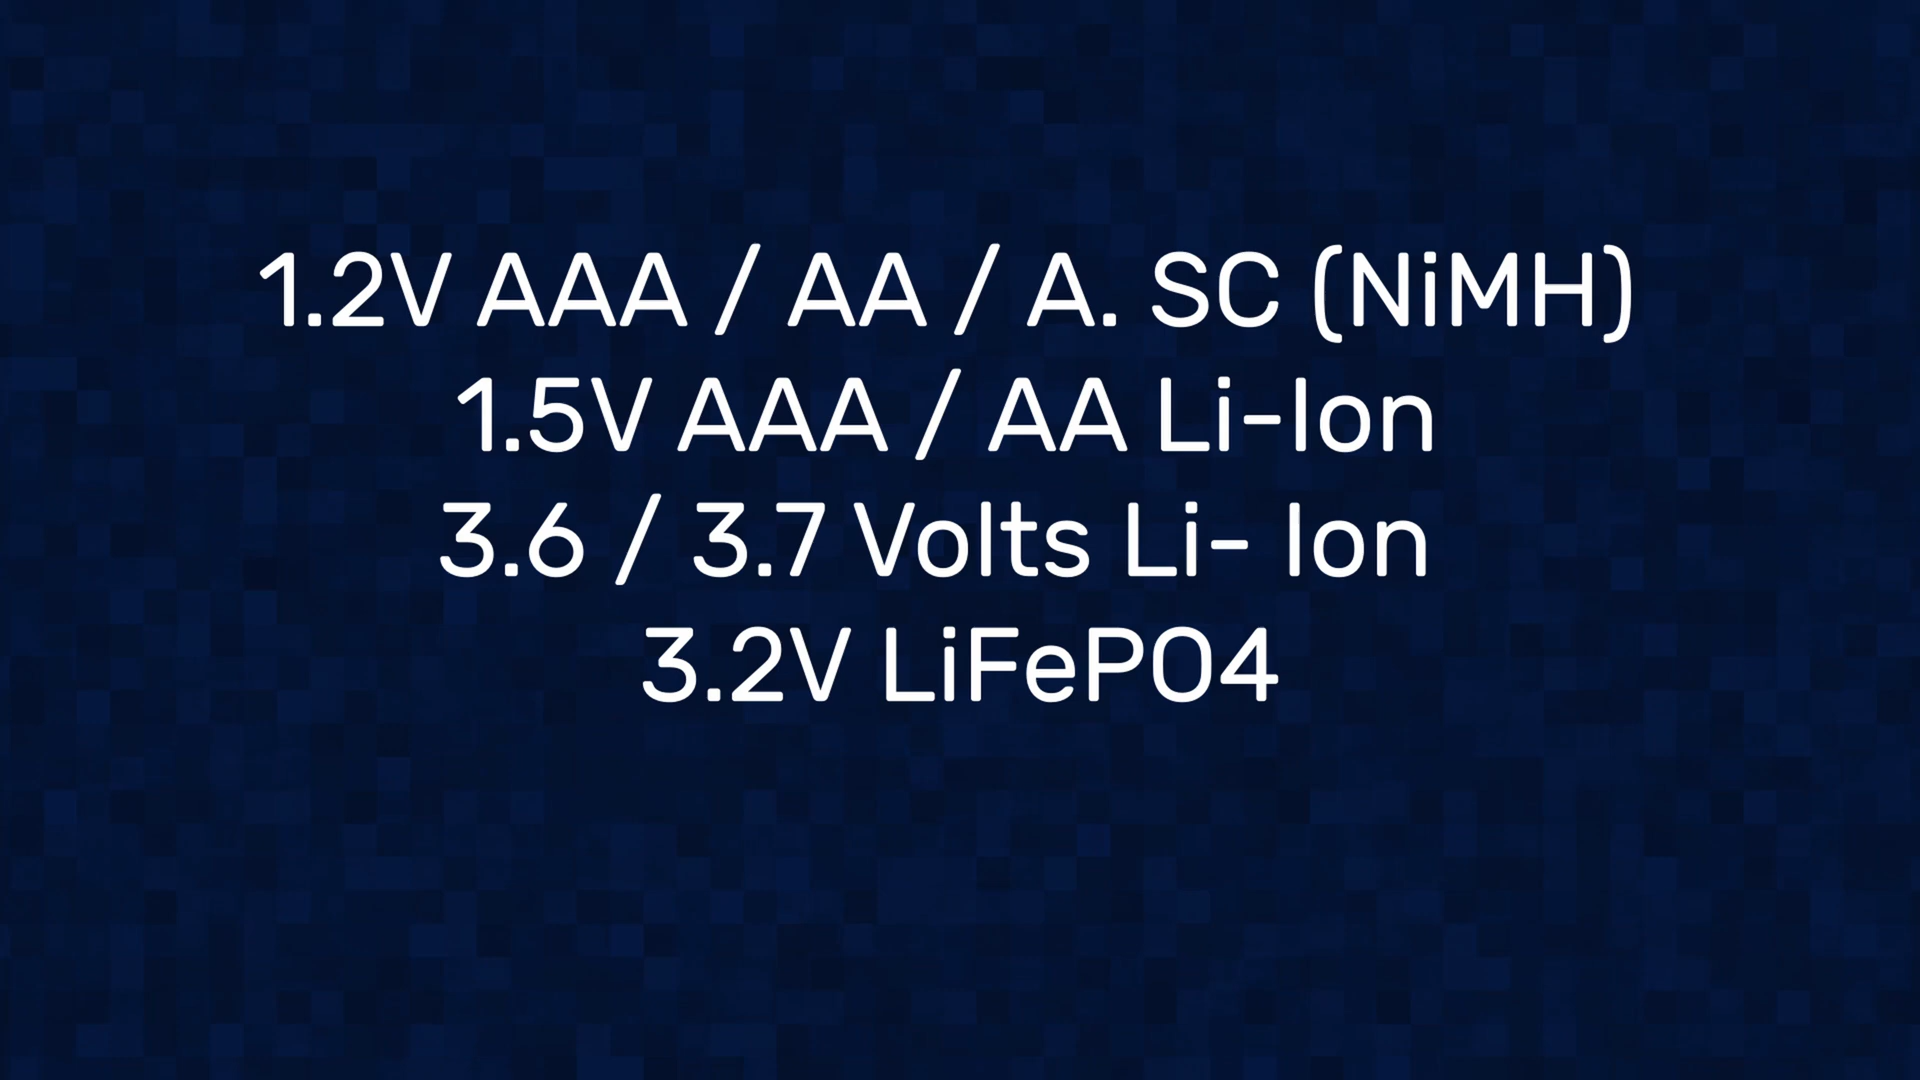 1.2V AAA / AA / A. SC (NiMH)
1.5V AAA / AA Li-Ion
3.6 / 3.7 Volts Li- Ion
3.2V LiFePO4